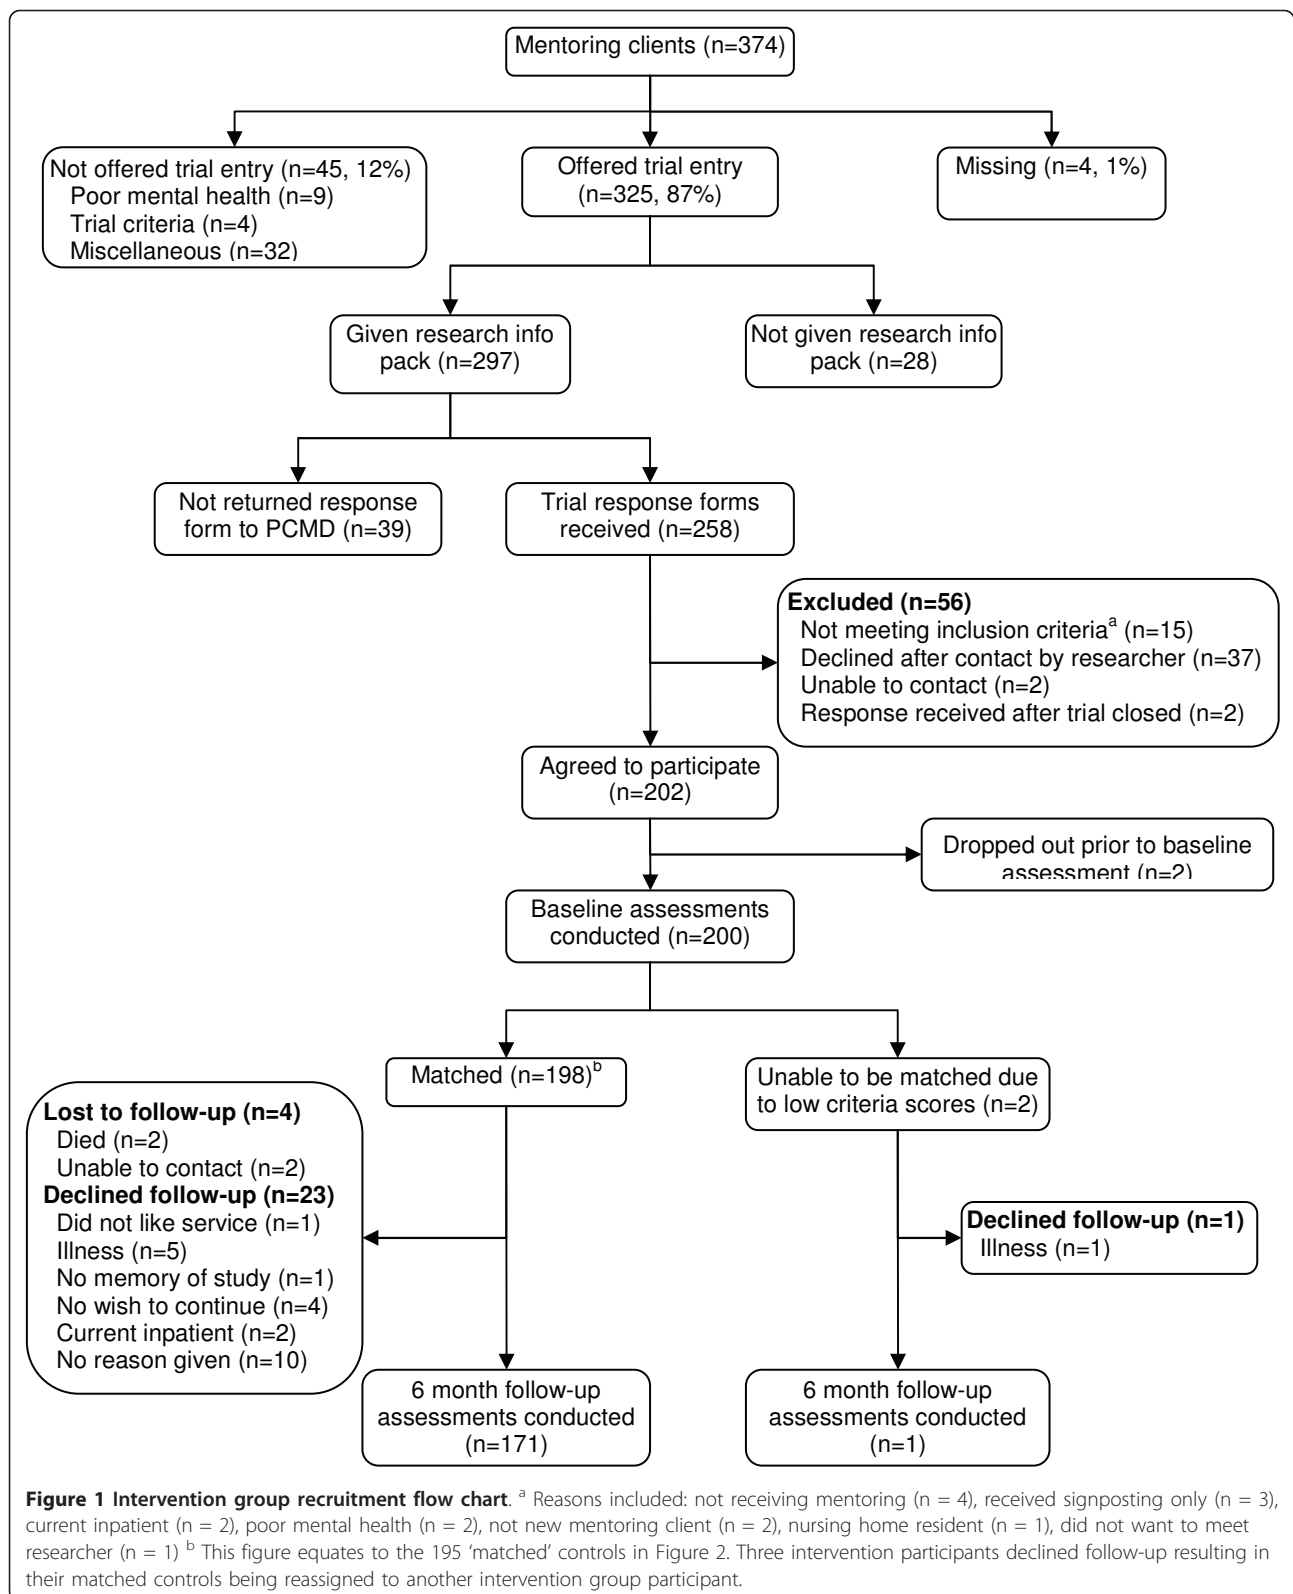 Mentoring clients (n=374)
Not offered trial entry (n=45, 12%)
Poor mental health (n=9)
Trial criteria (n=4)
Miscellaneous (n=32)
Offered trial entry
(n=325, 87%)
Missing (n=4, 1%)
Given research info
pack (n=297)
Not given research info
pack (n=28)
Not returned response
form to PCMD (n=39)
Trial response forms
received (n=258)
Excluded (n=56)
Not meeting inclusion criteriaᵃ (n=15)
Declined after contact by researcher (n=37)
Unable to contact (n=2)
Response received after trial closed (n=2)
Agreed to participate
(n=202)
Dropped out prior to baseline
assessment (n=2)
Baseline assessments
conducted (n=200)
Matched (n=198)ᵇ
Unable to be matched due
to low criteria scores (n=2)
Lost to follow-up (n=4)
Died (n=2)
Unable to contact (n=2)
Declined follow-up (n=23)
Did not like service (n=1)
Illness (n=5)
No memory of study (n=1)
No wish to continue (n=4)
Current inpatient (n=2)
No reason given (n=10)
Declined follow-up (n=1)
Illness (n=1)
6 month follow-up
assessments conducted
(n=171)
6 month follow-up
assessments conducted
(n=1)
Figure 1 Intervention group recruitment flow chart. ᵃ Reasons included: not receiving mentoring (n = 4), received signposting only (n = 3),
current inpatient (n = 2), poor mental health (n = 2), not new mentoring client (n = 2), nursing home resident (n = 1), did not want to meet
researcher (n = 1) ᵇ This figure equates to the 195 ‘matched’ controls in Figure 2. Three intervention participants declined follow-up resulting in
their matched controls being reassigned to another intervention group participant.